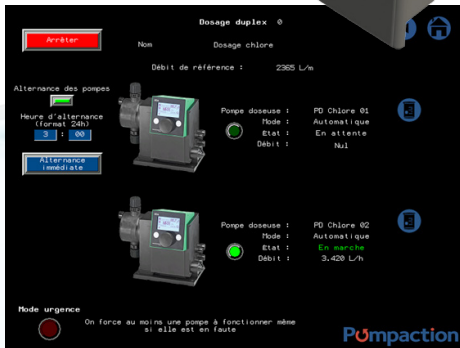 Dosage duplex 0
Arrêter
Nom Dosage chlore
Débit de référence : 2365 L/m
Alternance des pompes
Heure d'alternance
(format 24h)
3 : 00
Alternance
immédiate
Pompe doseuse : PD Chlore 01
Mode : Automatique
Etat : En attente
Débit : Nul
Pompe doseuse : PD Chlore 02
Mode : Automatique
Etat : En marche
Débit : 3.420 L/h
Mode urgence
On force au moins une pompe à fonctionner même
si elle est en faute
Pompaction